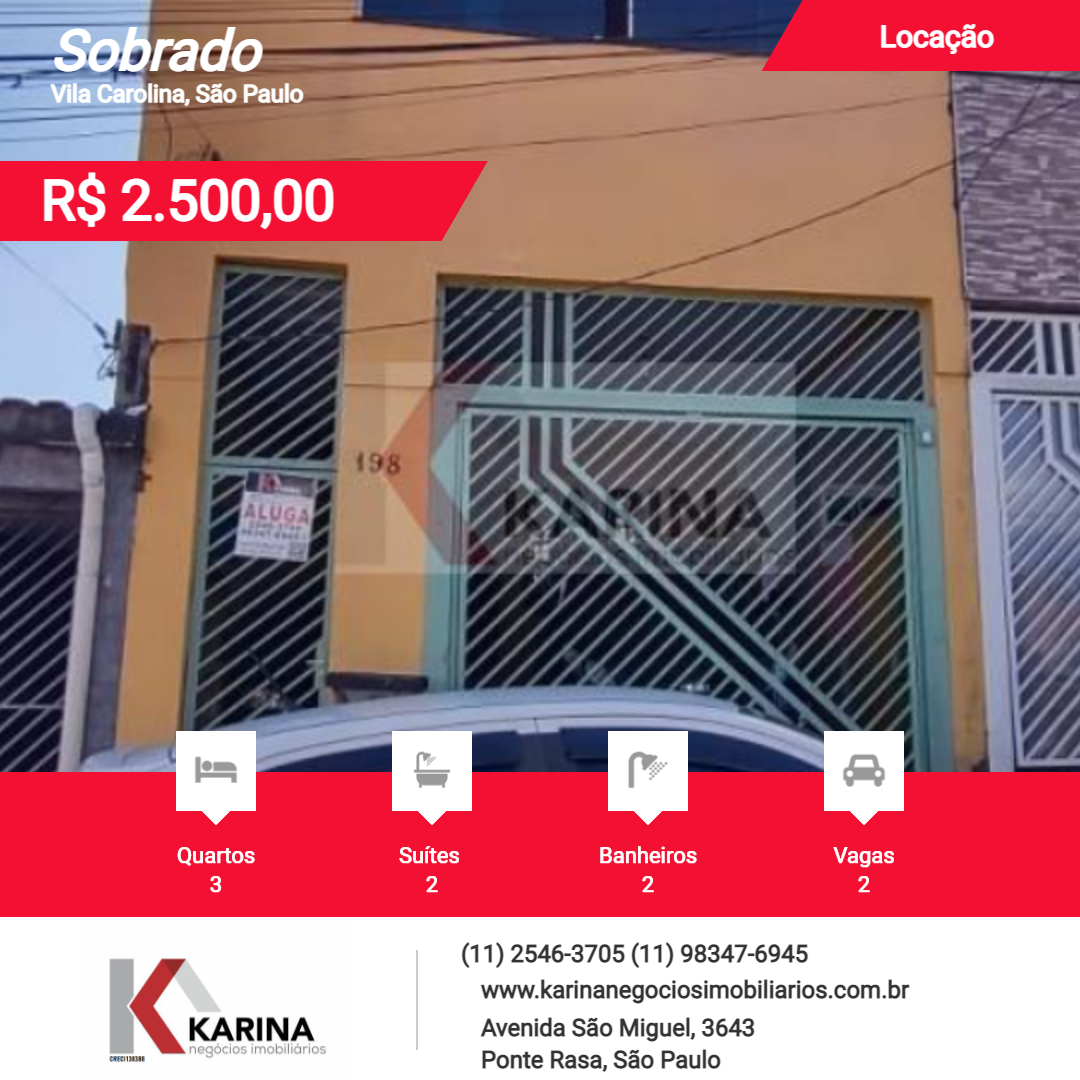 Sobrado
Vila Carolina, São Paulo
Locação
R$ 2.500,00
198
ALUGA
KARINA
Quartos
3
Suítes
2
Banheiros
2
Vagas
2
KARINA
negócios imobiliários
CRECI 138388
(11) 2546-3705 (11) 98347-6945
www.karinanegociosimobiliarios.com.br
Avenida São Miguel, 3643
Ponte Rasa, São Paulo